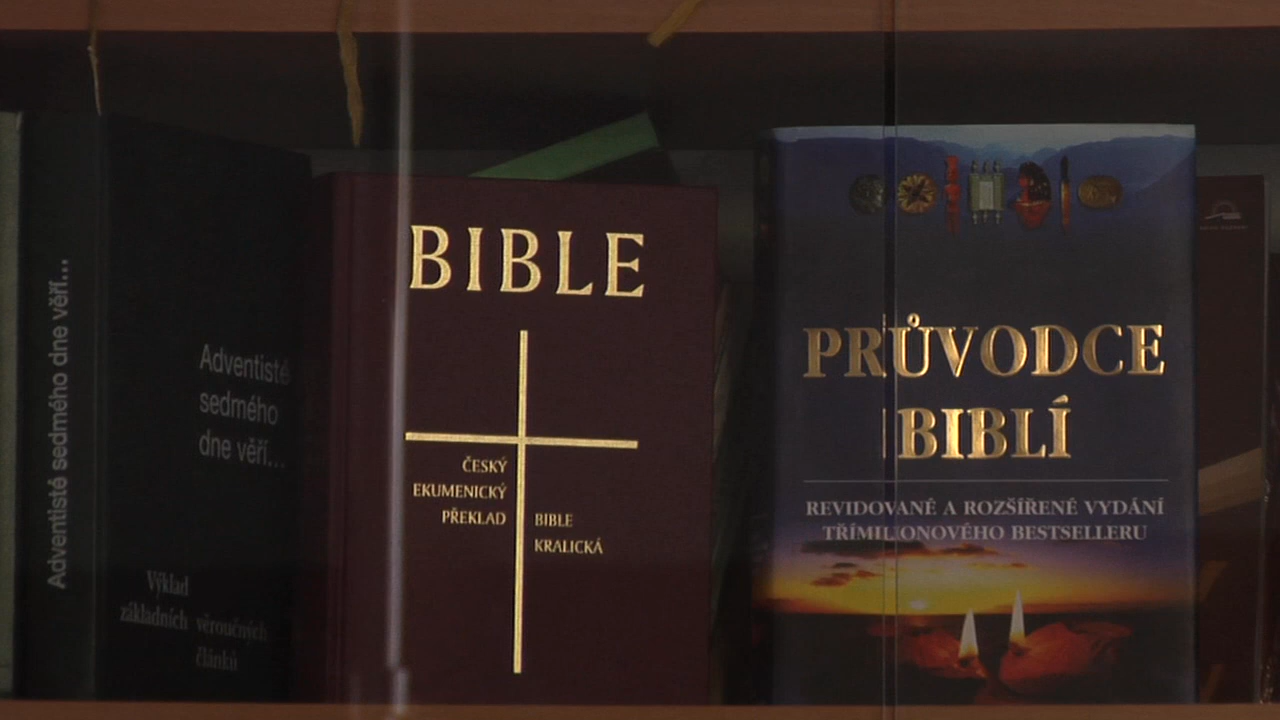 Adventisté sedmého dne věří...
Adventisté
sedmého
dne věří...
Výklad
základních věroučných
článků
BIBLE
ČESKÝ
EKUMENICKÝ
PŘEKLAD
BIBLE
KRALICKÁ
PRŮVODCE
BIBLÍ
REVIDOVANÉ A ROZŠÍŘENÉ VYDÁNÍ
TŘÍMILIONOVÉHO BESTSELLERU